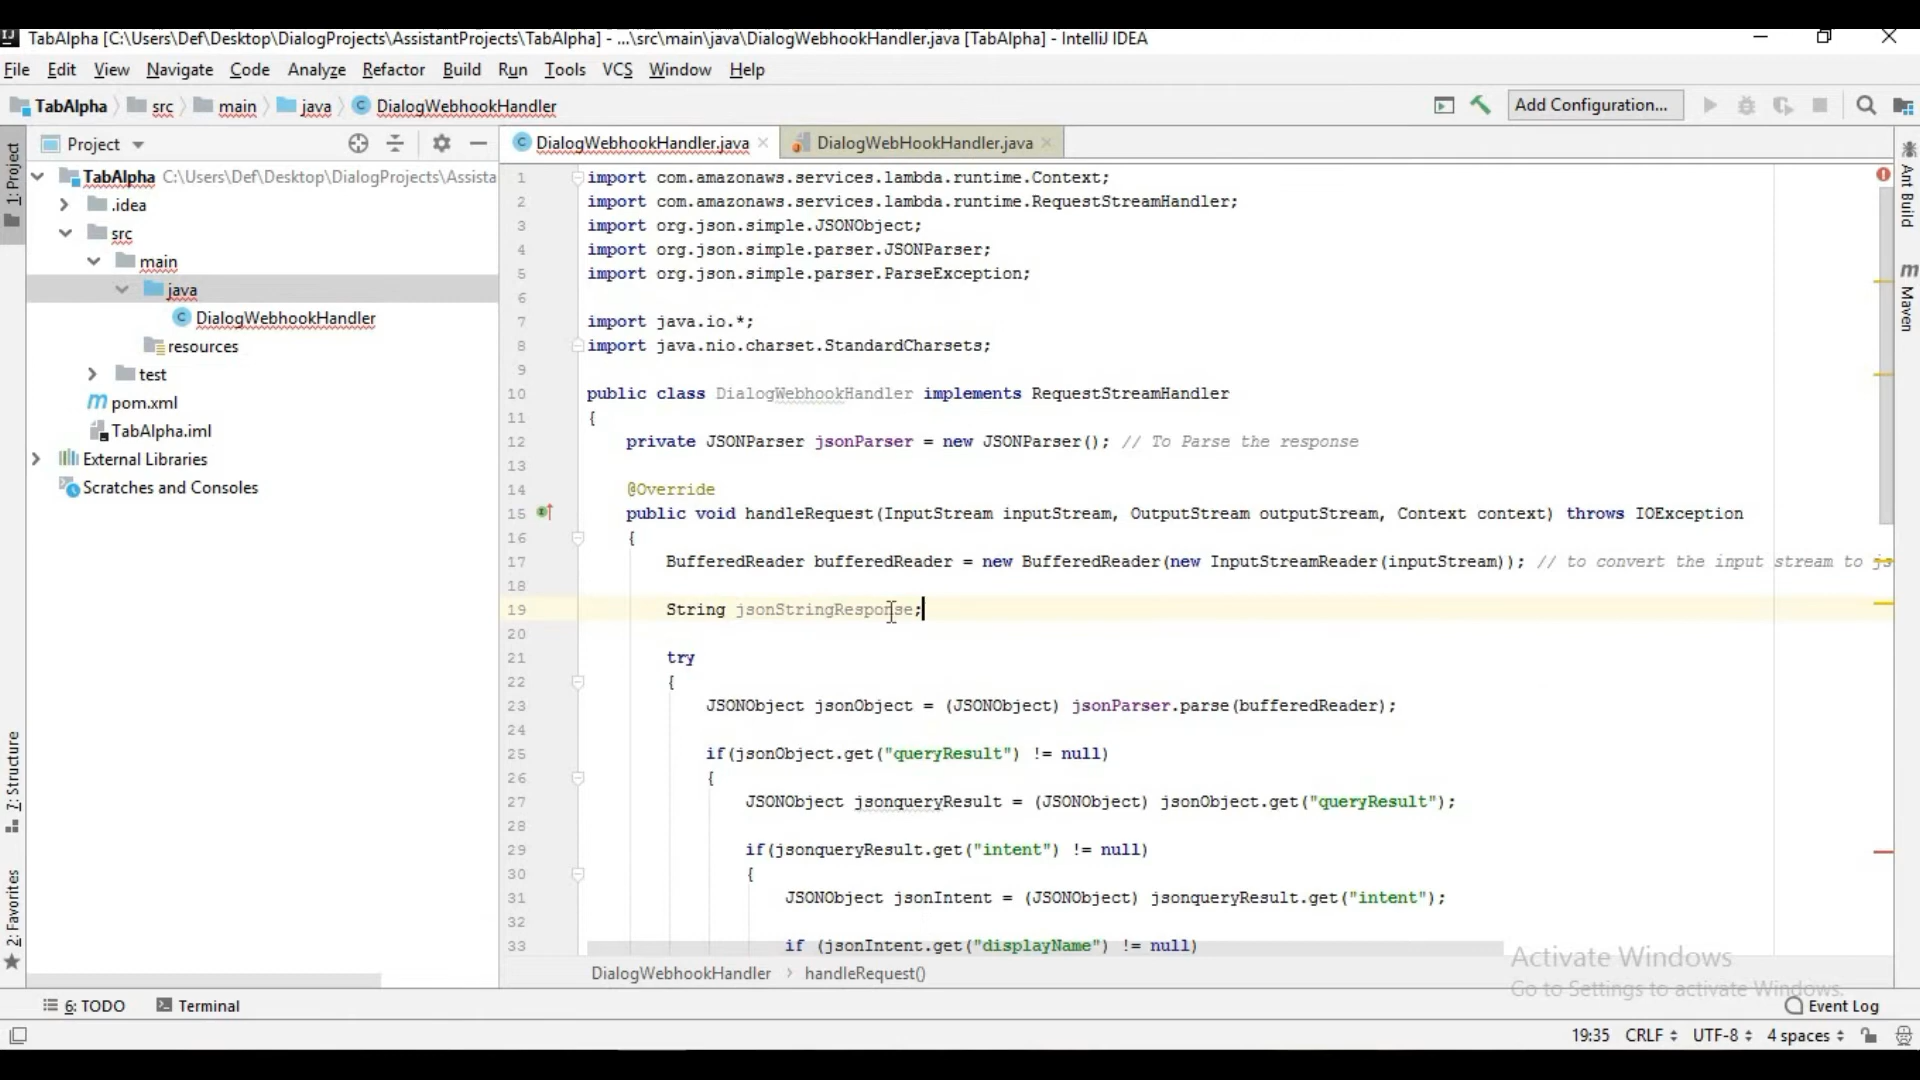 TabAlpha [C:\Users\Def\Desktop\DialogProjects\AssistantProjects\TabAlpha] - ...\src\main\java\DialogWebhookHandler.java [TabAlpha] - IntelliJ IDEA
File Edit View Navigate Code Analyze Refactor Build Run Tools VCS Window Help
TabAlpha src main java DialogWebhookHandler Add Configuration...
1: Project
7: Structure
2: Favorites
Project
TabAlpha C:\Users\Def\Desktop\DialogProjects\Assista
.idea
src
main
java
DialogWebhookHandler
resources
test
pom.xml
TabAlpha.iml
External Libraries
Scratches and Consoles
DialogWebhookHandler.java DialogWebHookHandler.java
1 import com.amazonaws.services.lambda.runtime.Context;
2 import com.amazonaws.services.lambda.runtime.RequestStreamHandler;
3 import org.json.simple.JSONObject;
4 import org.json.simple.parser.JSONParser;
5 import org.json.simple.parser.ParseException;
6
7 import java.io.*;
8 import java.nio.charset.StandardCharsets;
9
10 public class DialogWebhookHandler implements RequestStreamHandler
11 {
12 private JSONParser jsonParser = new JSONParser(); // To Parse the response
13
14 @Override
15 public void handleRequest(InputStream inputStream, OutputStream outputStream, Context context) throws IOException
16 {
17 BufferedReader bufferedReader = new BufferedReader(new InputStreamReader(inputStream)); // to convert the input stream to js
18
19 String jsonStringResponse;
20
21 try
22 {
23 JSONObject jsonObject = (JSONObject) jsonParser.parse(bufferedReader);
24
25 if(jsonObject.get("queryResult") != null)
26 {
27 JSONObject jsonqueryResult = (JSONObject) jsonObject.get("queryResult");
28
29 if(jsonqueryResult.get("intent") != null)
30 {
31 JSONObject jsonIntent = (JSONObject) jsonqueryResult.get("intent");
32
33 if (jsonIntent.get("displayName") != null)
DialogWebhookHandler handleRequest()
Ant Build
m Maven
Activate Windows
Go to Settings to activate Windows.
6: TODO Terminal Event Log
19:35 CRLF UTF-8 4 spaces